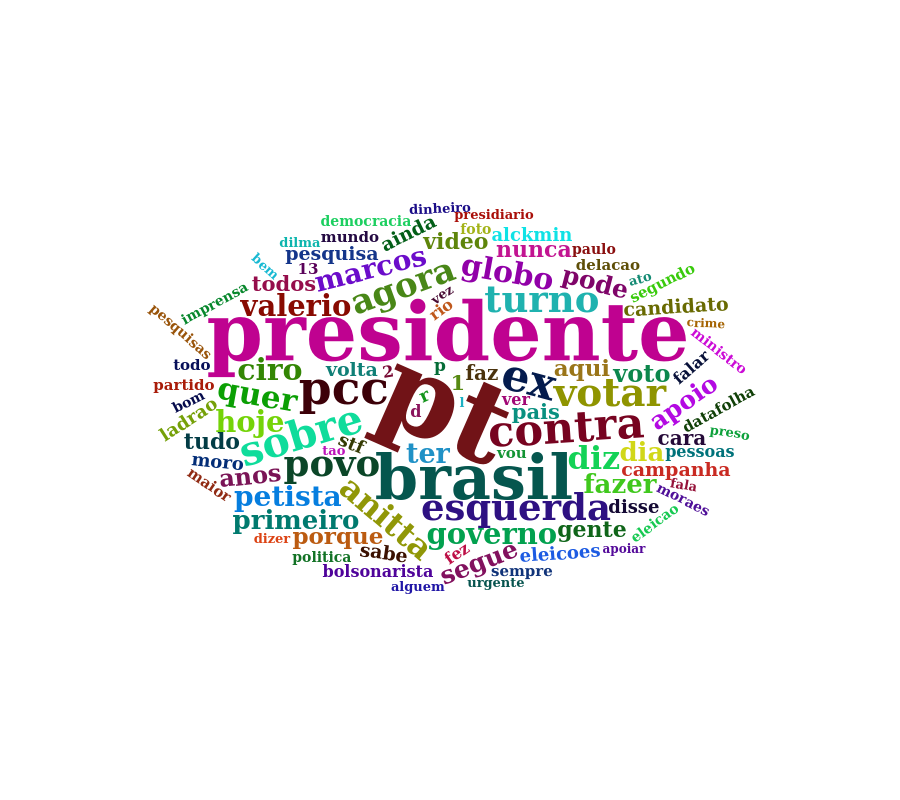 dinheiro
presidiario
democracia
ainda
foto
alckmin
dilma
mundo
video
nunca
paulo
bem
pesquisa
marcos
globo
delacao
13
todos
agora
pode
ato
segundo
imprensa
valerio
vez
rio
turno
candidato
pesquisas
presidente
crime
ministro
todo
ciro
volta
2
p
faz
ex
aqui
voto
falar
partido
pcc
pt
1
votar
apoio
bom
quer
r
d
l
ver
pais
datafolha
ladrao
hoje
sobre
contra
preso
tudo
stf
tao
ter
vou
dia
cara
pessoas
moro
anos
povo
brasil
diz
campanha
maior
petista
anitta
esquerda
fazer
disse
fala
moraes
primeiro
governo
gente
eleicao
dizer
porque
sabe
fez
segue
eleicoes
apoiar
politica
bolsonarista
sempre
alguem
urgente